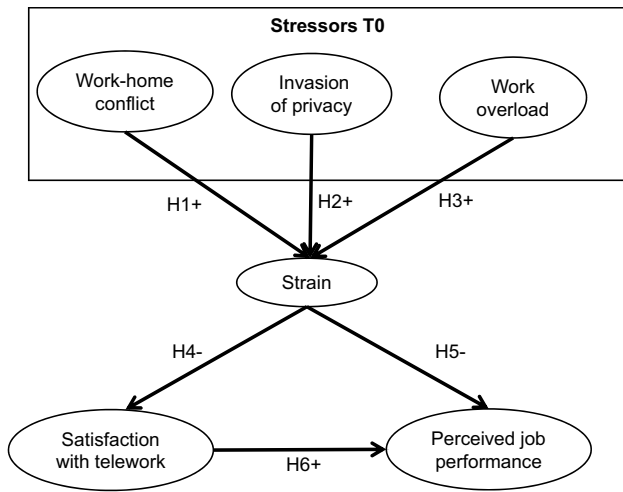 Stressors T0
Work-home
conflict
Invasion
of privacy
Work
overload
H1+
H2+
H3+
Strain
H4-
H5-
Satisfaction
with telework
H6+
Perceived job
performance